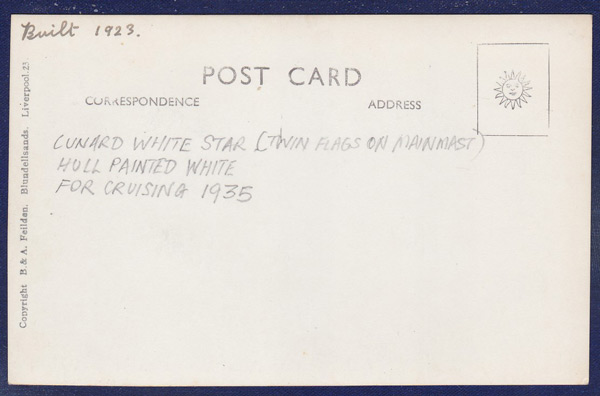 Built 1923.
POST CARD
CORRESPONDENCE
ADDRESS
CUNARD WHITE STAR (TWIN FLAGS ON MAINMAST)
HULL PAINTED WHITE
FOR CRUISING 1935
Copyright B. & A. Feilden. Blundellsands. Liverpool.23